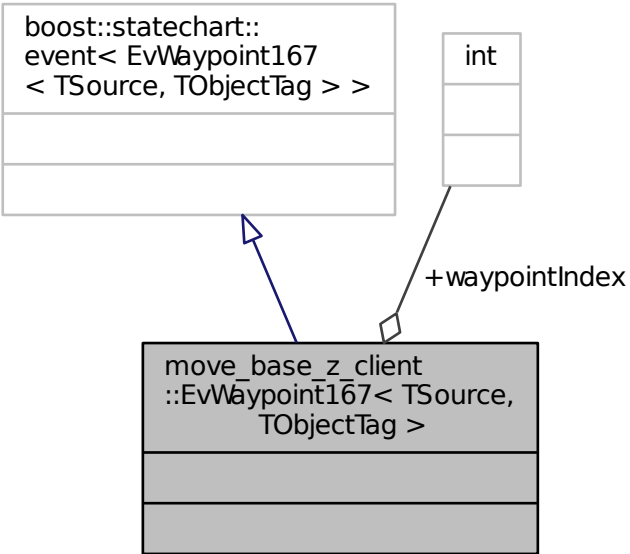 boost::statechart::
event< EvWaypoint167
< TSource, TObjectTag > >
int
+waypointIndex
move_base_z_client
::EvWaypoint167< TSource,
TObjectTag >